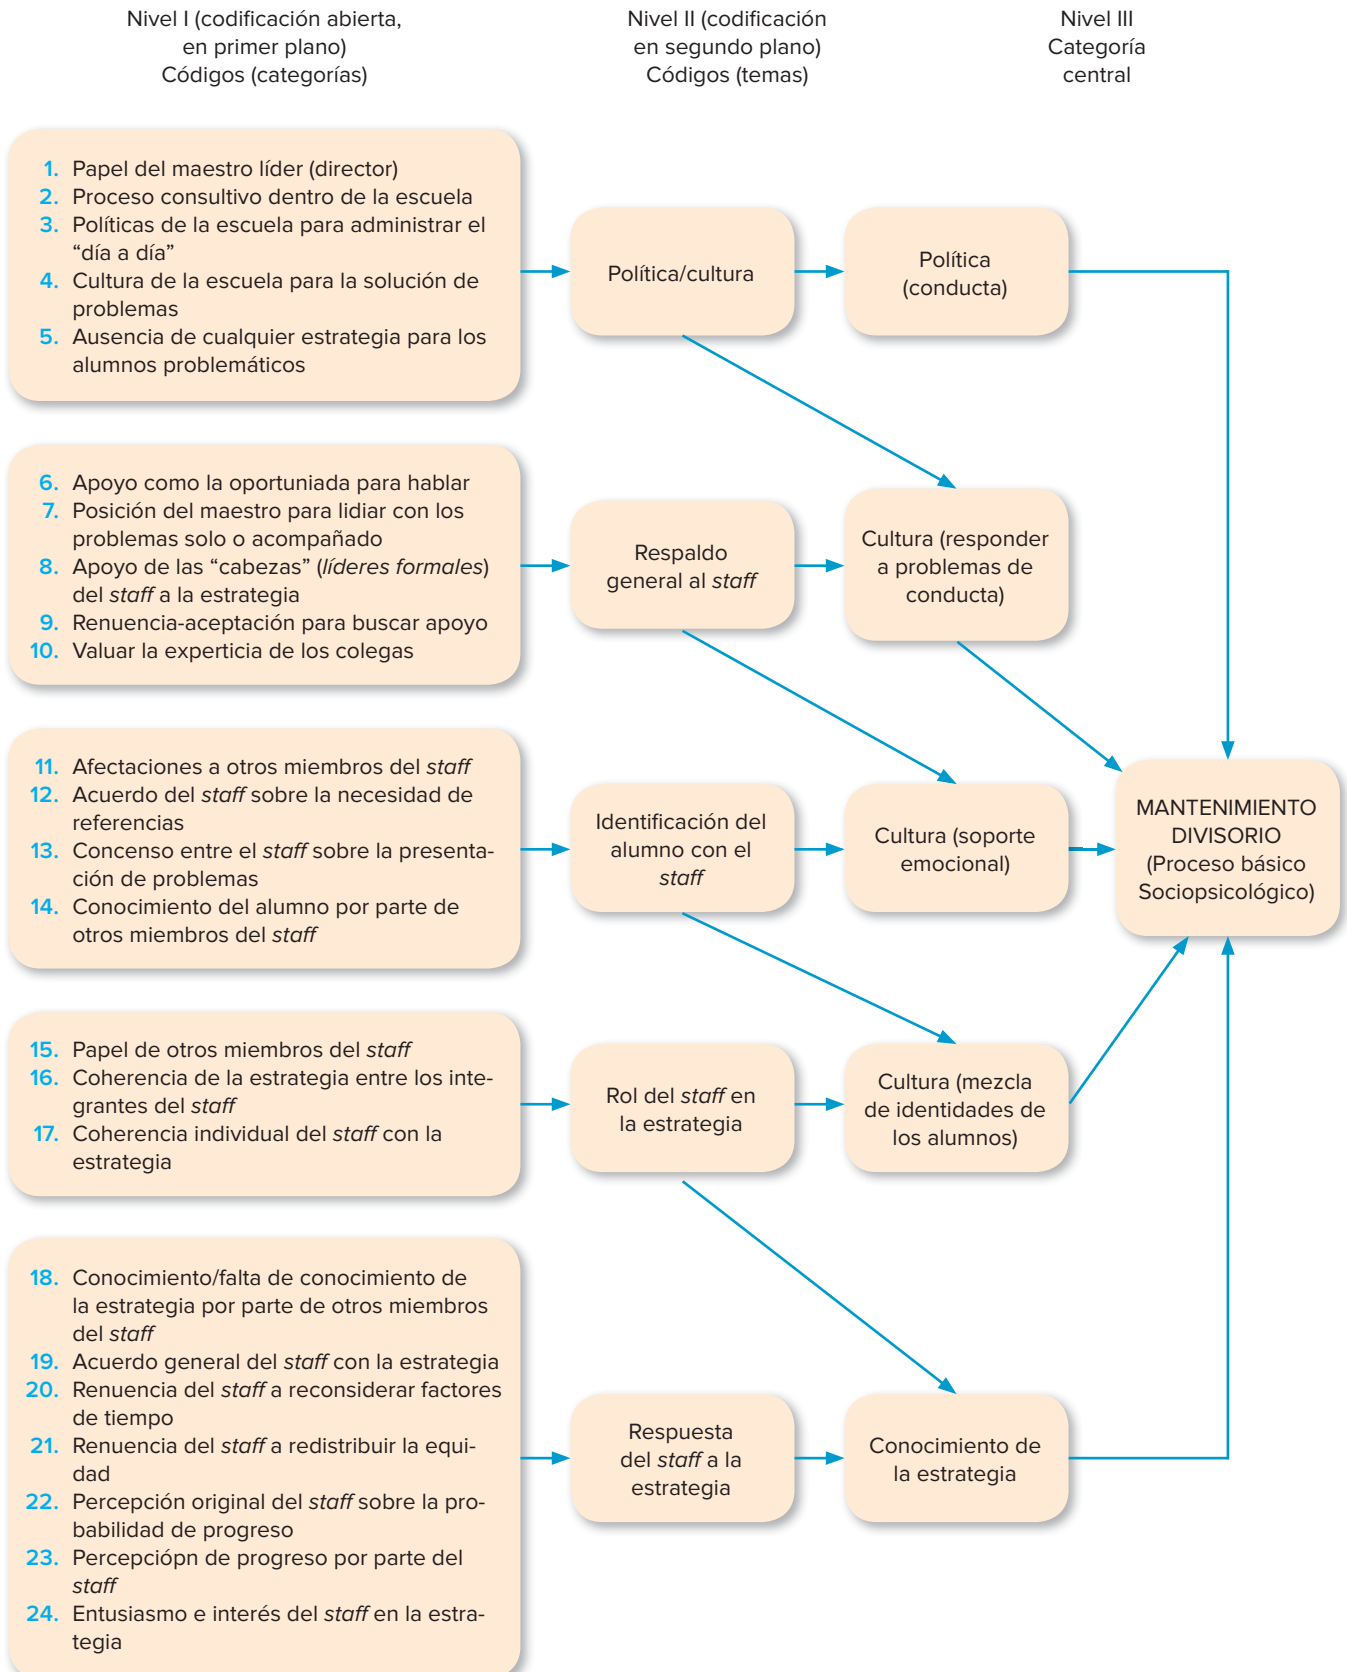 Nivel I (codificación abierta,
en primer plano)
Códigos (categorías)
Nivel II (codificación
en segundo plano)
Códigos (temas)
Nivel III
Categoría
central
1. Papel del maestro líder (director)
2. Proceso consultivo dentro de la escuela
3. Políticas de la escuela para administrar el
“día a día”
4. Cultura de la escuela para la solución de
problemas
5. Ausencia de cualquier estrategia para los
alumnos problemáticos
Política/cultura
Política
(conducta)
6. Apoyo como la oportuniada para hablar
7. Posición del maestro para lidiar con los
problemas solo o acompañado
8. Apoyo de las “cabezas” (líderes formales)
del staff a la estrategia
9. Renuencia-aceptación para buscar apoyo
10. Valuar la experticia de los colegas
Respaldo
general al staff
Cultura (responder
a problemas de
conducta)
11. Afectaciones a otros miembros del staff
12. Acuerdo del staff sobre la necesidad de
referencias
13. Concenso entre el staff sobre la presenta-
ción de problemas
14. Conocimiento del alumno por parte de
otros miembros del staff
Identificación del
alumno con el
staff
Cultura (soporte
emocional)
MANTENIMIENTO
DIVISORIO
(Proceso básico
Sociopsicológico)
15. Papel de otros miembros del staff
16. Coherencia de la estrategia entre los inte-
grantes del staff
17. Coherencia individual del staff con la
estrategia
Rol del staff en
la estrategia
Cultura (mezcla
de identidades de
los alumnos)
18. Conocimiento/falta de conocimiento de
la estrategia por parte de otros miembros
del staff
19. Acuerdo general del staff con la estrategia
20. Renuencia del staff a reconsiderar factores
de tiempo
21. Renuencia del staff a redistribuir la equi-
dad
22. Percepción original del staff sobre la pro-
babilidad de progreso
23. Percepciópn de progreso por parte del
staff
24. Entusiasmo e interés del staff en la estra-
tegia
Respuesta
del staff a la
estrategia
Conocimiento de
la estrategia